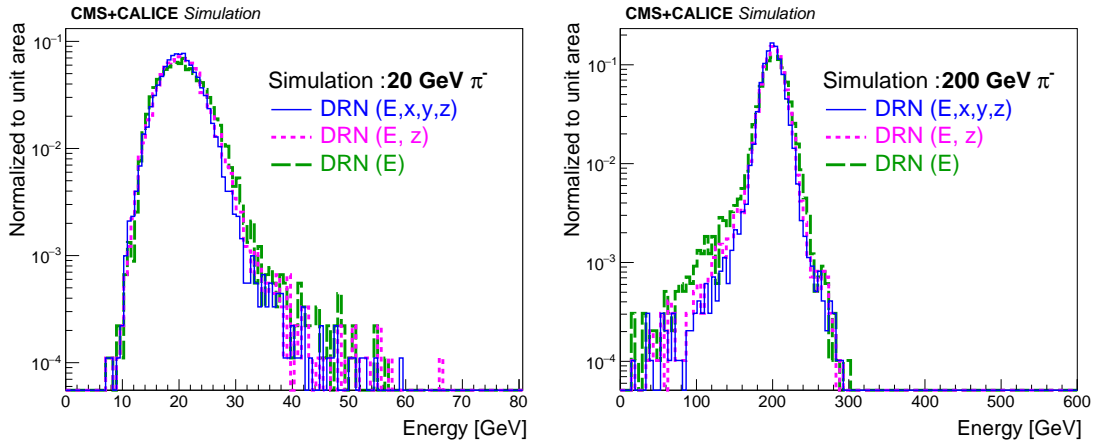 CMS+CALICE Simulation
Normalized to unit area
10⁻¹
10⁻²
10⁻³
10⁻⁴
Simulation :20 GeV π⁻
DRN (E,x,y,z)
DRN (E, z)
DRN (E)
0 10 20 30 40 50 60 70 80
Energy [GeV]
CMS+CALICE Simulation
Normalized to unit area
10⁻¹
10⁻²
10⁻³
10⁻⁴
Simulation :200 GeV π⁻
DRN (E,x,y,z)
DRN (E, z)
DRN (E)
0 100 200 300 400 500 600
Energy [GeV]